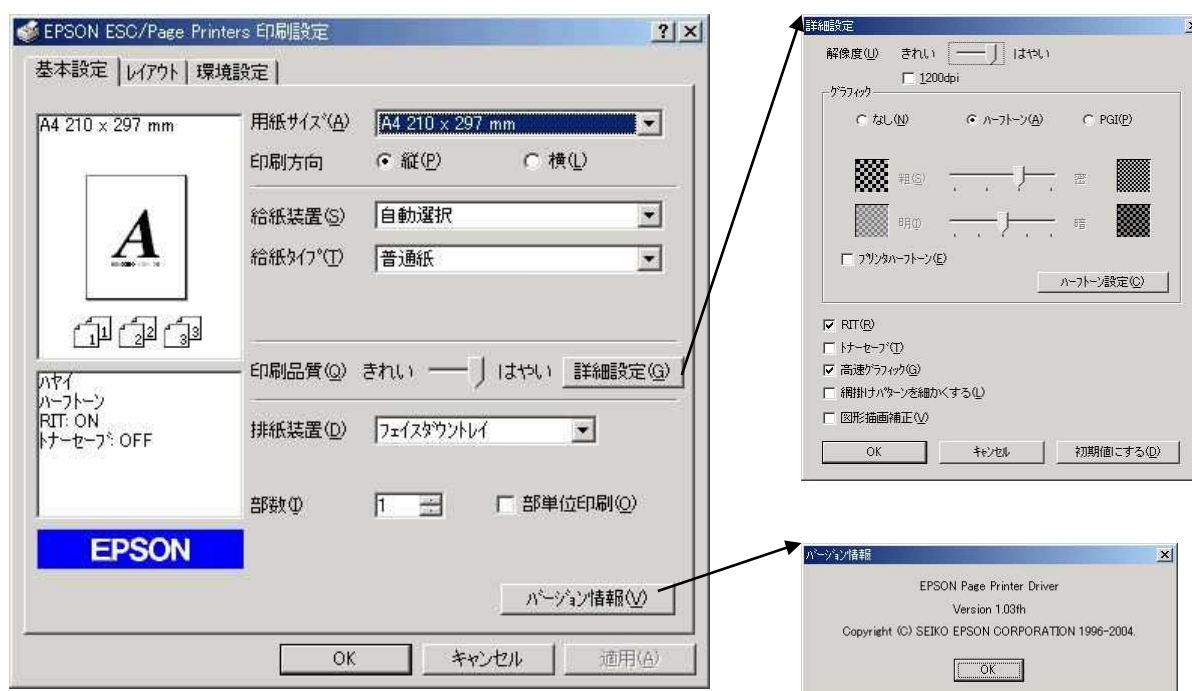 EPSON ESC/Page Printers 印刷設定
基本設定 レイアウト 環境設定
A4 210 x 297 mm
A
1 1 2 2 3 3
ハヤイ
ハーフトーン
RIT: ON
トナーセーブ: OFF
EPSON
用紙サイズ(A) A4 210 x 297 mm
印刷方向 縦(P) 横(L)
給紙装置(S) 自動選択
給紙タイプ(T) 普通紙
印刷品質(Q) きれい はやい 詳細設定(G)
排紙装置(D) フェイスダウントレイ
部数(I) 1 部単位印刷(O)
バージョン情報(V)
OK キャンセル 適用(A)
詳細設定
解像度(U) きれい はやい
1200dpi
グラフィック
なし(N) ハーフトーン(A) PGI(P)
粗(S) 密
明(I) 暗
プリンタハーフトーン(E)
ハーフトーン設定(C)
RIT(R)
トナーセーブ(T)
高速グラフィック(G)
網掛けパターンを細かくする(L)
図形描画補正(V)
OK キャンセル 初期値にする(D)
バージョン情報
EPSON Page Printer Driver
Version 1.03fh
Copyright (C) SEIKO EPSON CORPORATION 1996-2004.
OK